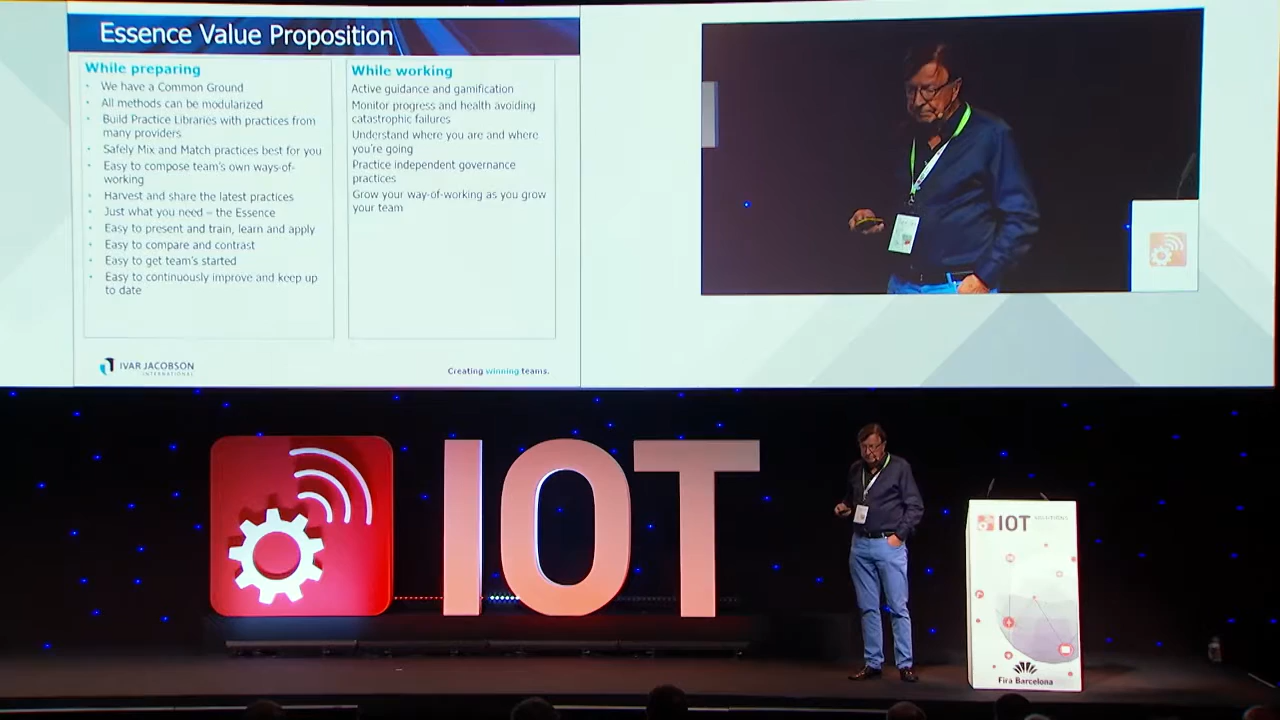 Essence Value Proposition
While preparing
• We have a Common Ground
• All methods can be modularized
• Build Practice Libraries with practices from
many providers
• Safely Mix and Match practices best for you
• Easy to compose team's own ways-of-
working
• Harvest and share the latest practices
• Just what you need – the Essence
• Easy to present and train, learn and apply
• Easy to compare and contrast
• Easy to get team's started
• Easy to continuously improve and keep up
to date
While working
Active guidance and gamification
Monitor progress and health avoiding
catastrophic failures
Understand where you are and where
you're going
Practice independent governance
practices
Grow your way-of-working as you grow
your team
IVAR JACOBSON
INTERNATIONAL
Creating winning teams.
IOT
IOT SOLUTIONS
Fira Barcelona